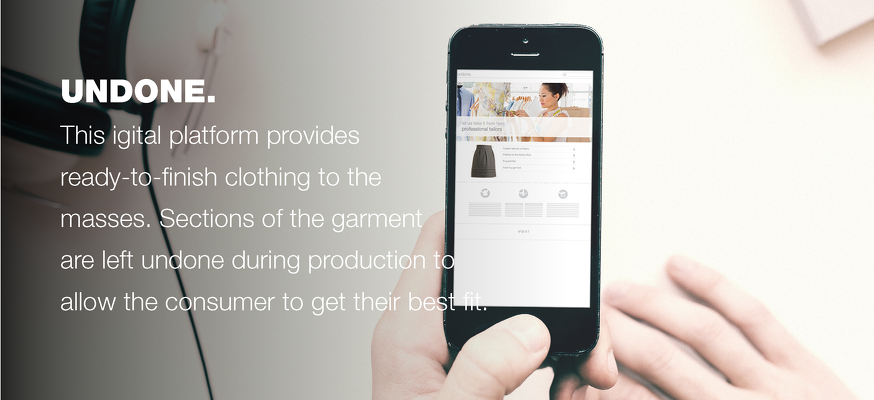 UNDONE.
This igital platform provides
ready-to-finish clothing to the
masses. Sections of the garment
are left undone during production to
allow the consumer to get their best fit.
professional tailors